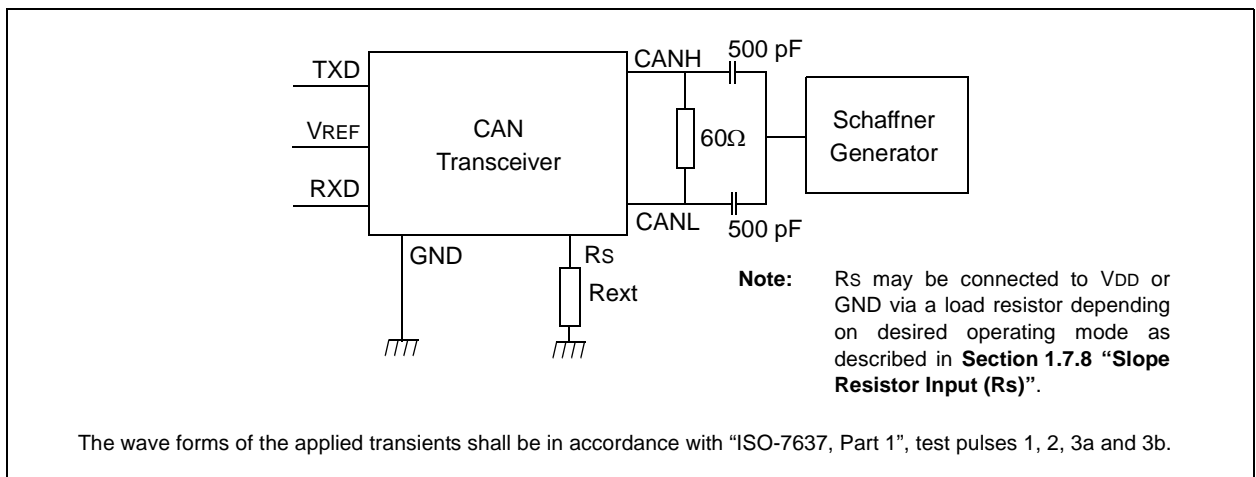 TXD
VREF
RXD
CAN
Transceiver
CANH
500 pF
60Ω
CANL
500 pF
Schaffner
Generator
GND
RS
Rext
Note: RS may be connected to VDD or
GND via a load resistor depending
on desired operating mode as
described in Section 1.7.8 “Slope
Resistor Input (Rs)”.
The wave forms of the applied transients shall be in accordance with “ISO-7637, Part 1”, test pulses 1, 2, 3a and 3b.